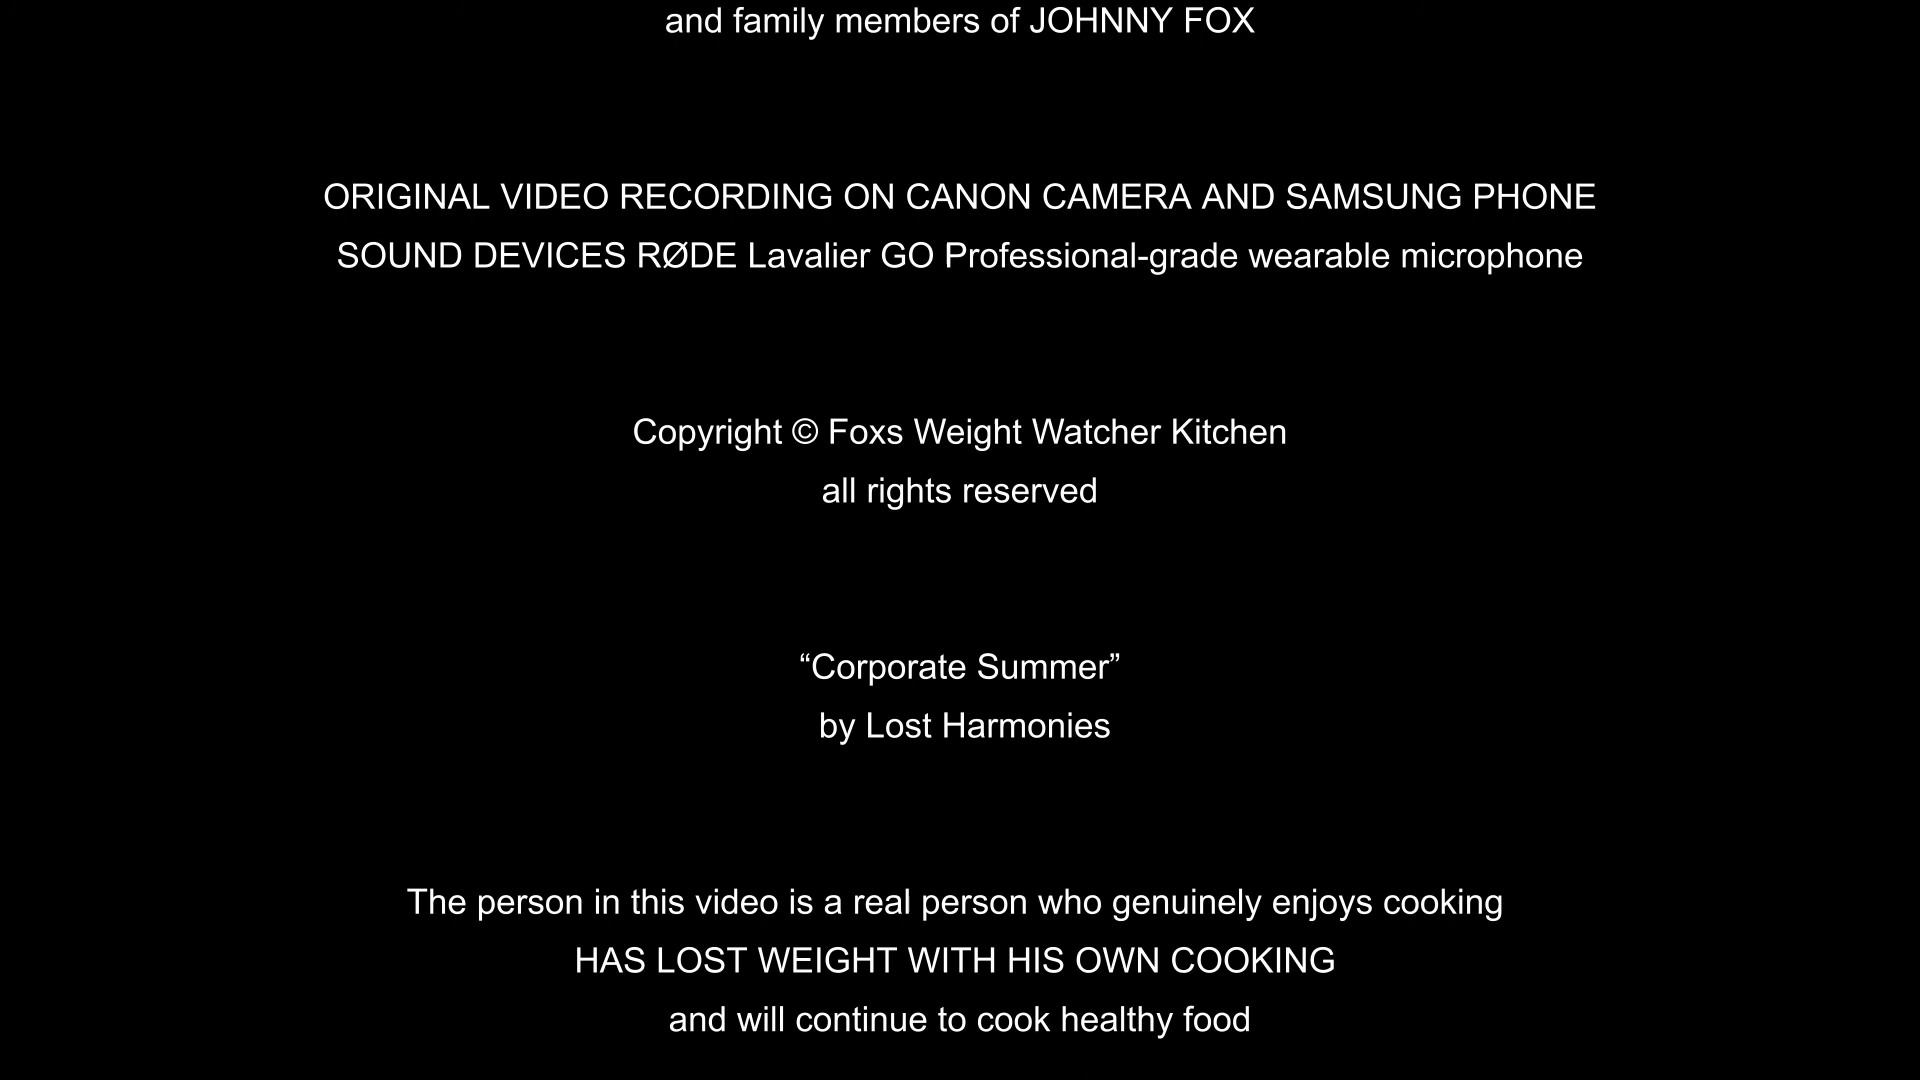 and family members of JOHNNY FOX
ORIGINAL VIDEO RECORDING ON CANON CAMERA AND SAMSUNG PHONE
SOUND DEVICES RØDE Lavalier GO Professional-grade wearable microphone
Copyright © Foxs Weight Watcher Kitchen
all rights reserved
“Corporate Summer”
by Lost Harmonies
The person in this video is a real person who genuinely enjoys cooking
HAS LOST WEIGHT WITH HIS OWN COOKING
and will continue to cook healthy food